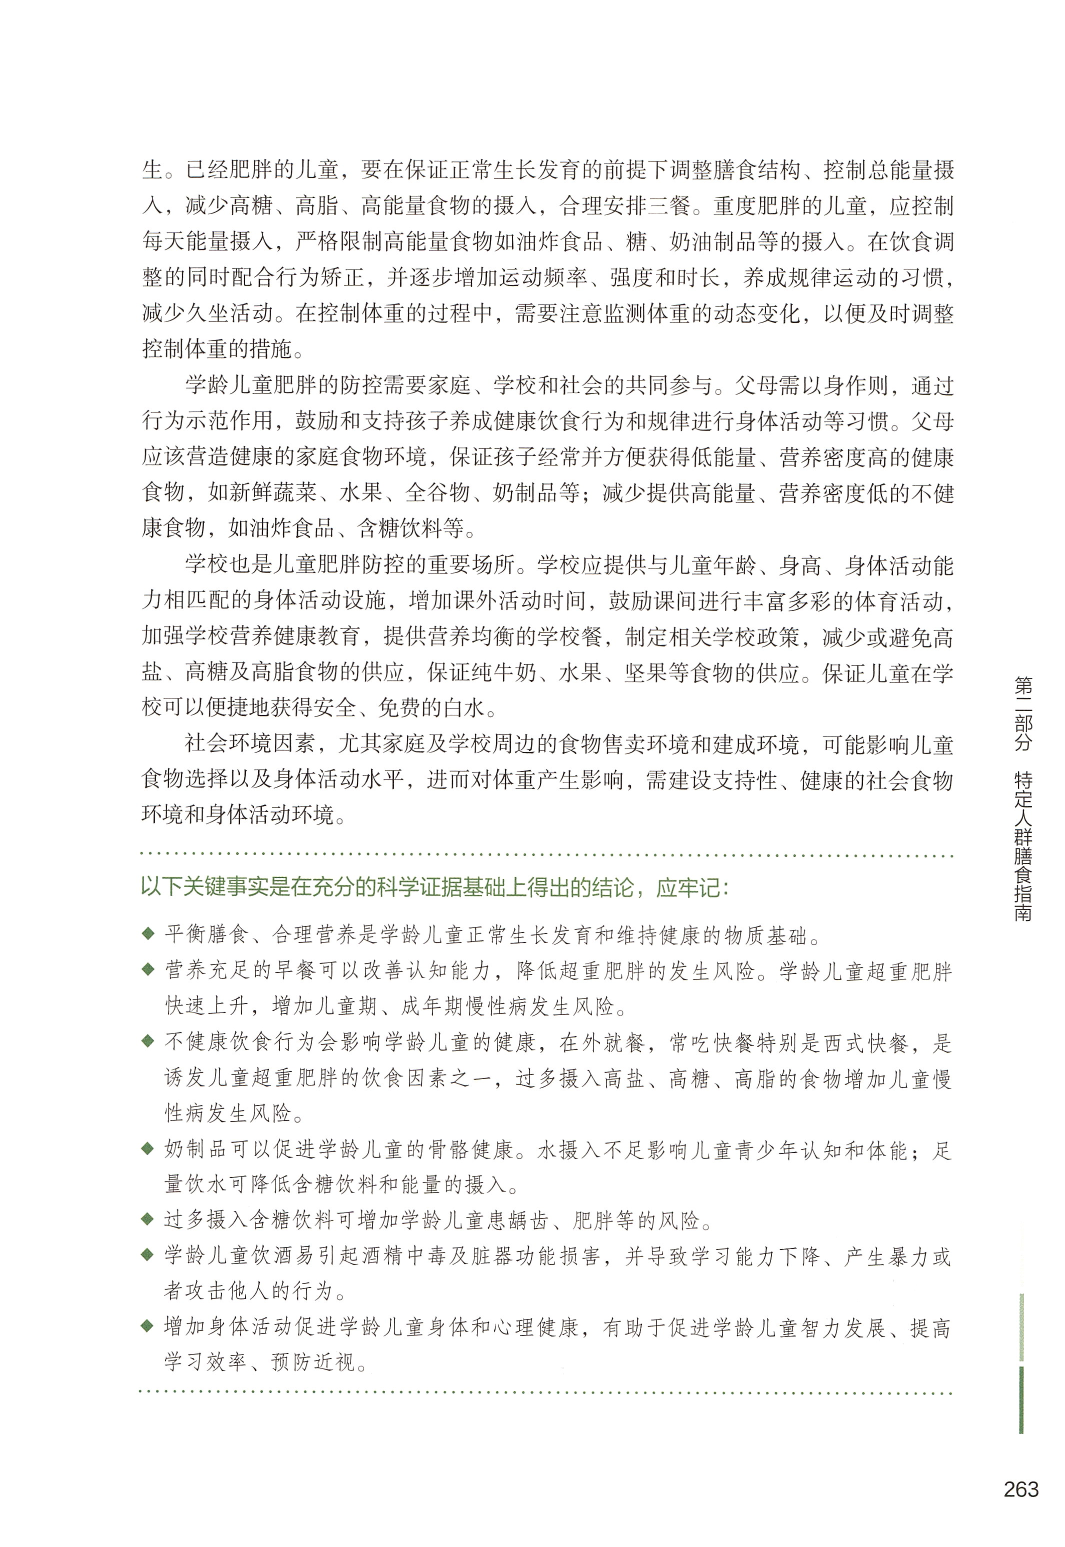 生。已经肥胖的儿童，要在保证正常生长发育的前提下调整膳食结构、控制总能量摄
入，减少高糖、高脂、高能量食物的摄入，合理安排三餐。重度肥胖的儿童，应控制
每天能量摄入，严格限制高能量食物如油炸食品、糖、奶油制品等的摄入。在饮食调
整的同时配合行为矫正，并逐步增加运动频率、强度和时长，养成规律运动的习惯，
减少久坐活动。在控制体重的过程中，需要注意监测体重的动态变化，以便及时调整
控制体重的措施。
学龄儿童肥胖的防控需要家庭、学校和社会的共同参与。父母需以身作则，通过
行为示范作用，鼓励和支持孩子养成健康饮食行为和规律进行身体活动等习惯。父母
应该营造健康的家庭食物环境，保证孩子经常并方便获得低能量、营养密度高的健康
食物，如新鲜蔬菜、水果、全谷物、奶制品等；减少提供高能量、营养密度低的不健
康食物，如油炸食品、含糖饮料等。
学校也是儿童肥胖防控的重要场所。学校应提供与儿童年龄、身高、身体活动能
力相匹配的身体活动设施，增加课外活动时间，鼓励课间进行丰富多彩的体育活动，
加强学校营养健康教育，提供营养均衡的学校餐，制定相关学校政策，减少或避免高
盐、高糖及高脂食物的供应，保证纯牛奶、水果、坚果等食物的供应。保证儿童在学
校可以便捷地获得安全、免费的白水。
社会环境因素，尤其家庭及学校周边的食物售卖环境和建成环境，可能影响儿童
食物选择以及身体活动水平，进而对体重产生影响，需建设支持性、健康的社会食物
环境和身体活动环境。
以下关键事实是在充分的科学证据基础上得出的结论，应牢记：
◆ 平衡膳食、合理营养是学龄儿童正常生长发育和维持健康的物质基础。
◆ 营养充足的早餐可以改善认知能力，降低超重肥胖的发生风险。学龄儿童超重肥胖
快速上升，增加儿童期、成年期慢性病发生风险。
◆ 不健康饮食行为会影响学龄儿童的健康，在外就餐，常吃快餐特别是西式快餐，是
诱发儿童超重肥胖的饮食因素之一，过多摄入高盐、高糖、高脂的食物增加儿童慢
性病发生风险。
◆ 奶制品可以促进学龄儿童的骨骼健康。水摄入不足影响儿童青少年认知和体能；足
量饮水可降低含糖饮料和能量的摄入。
◆ 过多摄入含糖饮料可增加学龄儿童患龋齿、肥胖等的风险。
◆ 学龄儿童饮酒易引起酒精中毒及脏器功能损害，并导致学习能力下降、产生暴力或
者攻击他人的行为。
◆ 增加身体活动促进学龄儿童身体和心理健康，有助于促进学龄儿童智力发展、提高
学习效率、预防近视。
第二部分 特定人群膳食指南
263